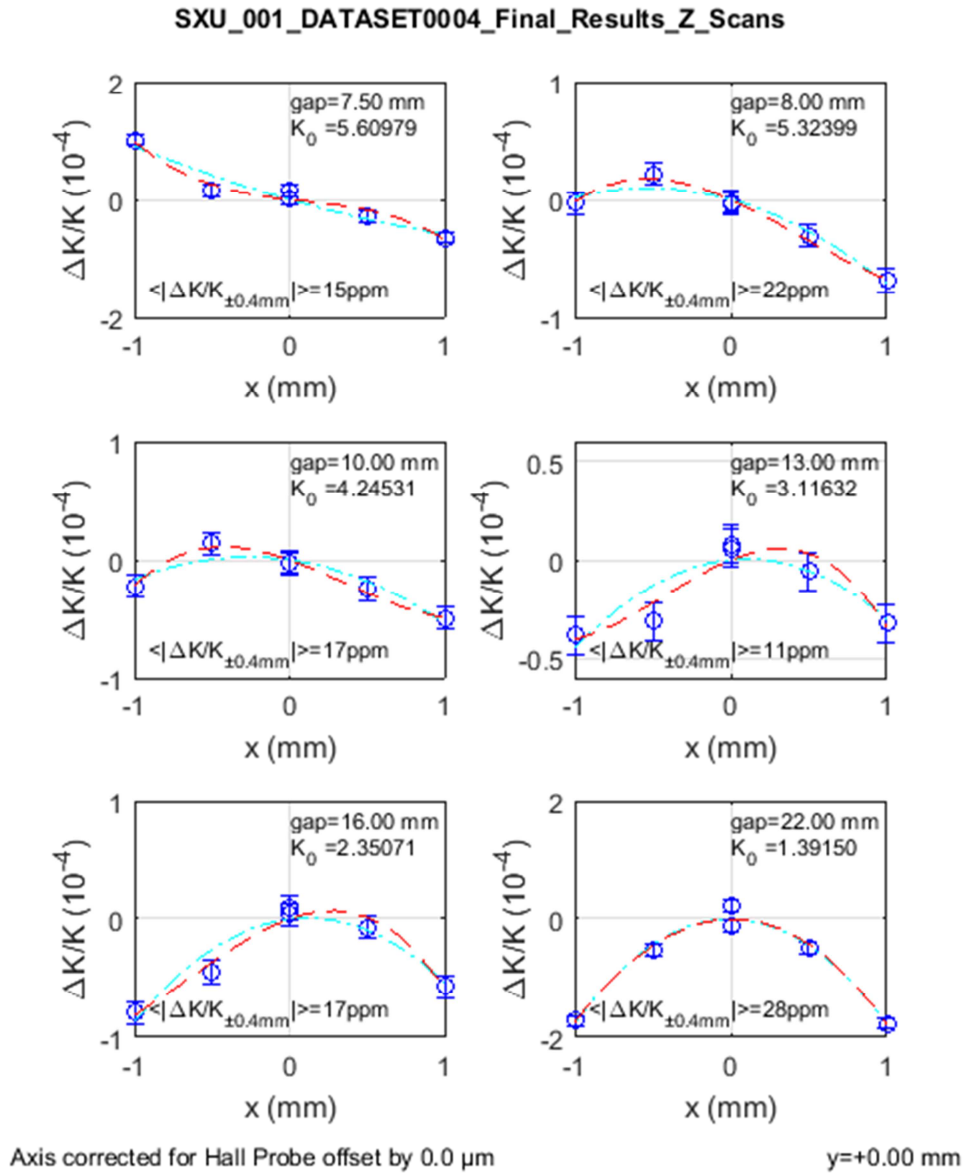 SXU_001_DATASET0004_Final_Results_Z_Scans
2
0
-2
ΔK/K (10⁻⁴)
gap=7.50 mm
K₀ =5.60979
<|ΔK/K±0.4mm|>=15ppm
-1 0 1
x (mm)
1
0
-1
ΔK/K (10⁻⁴)
gap=8.00 mm
K₀ =5.32399
<|ΔK/K±0.4mm|>=22ppm
-1 0 1
x (mm)
1
0
-1
ΔK/K (10⁻⁴)
gap=10.00 mm
K₀ =4.24531
<|ΔK/K±0.4mm|>=17ppm
-1 0 1
x (mm)
0.5
0
-0.5
ΔK/K (10⁻⁴)
gap=13.00 mm
K₀ =3.11632
<|ΔK/K±0.4mm|>=11ppm
-1 0 1
x (mm)
1
0
-1
ΔK/K (10⁻⁴)
gap=16.00 mm
K₀ =2.35071
<|ΔK/K±0.4mm|>=17ppm
-1 0 1
x (mm)
2
0
-2
ΔK/K (10⁻⁴)
gap=22.00 mm
K₀ =1.39150
<|ΔK/K±0.4mm|>=28ppm
-1 0 1
x (mm)
Axis corrected for Hall Probe offset by 0.0 µm
y=+0.00 mm